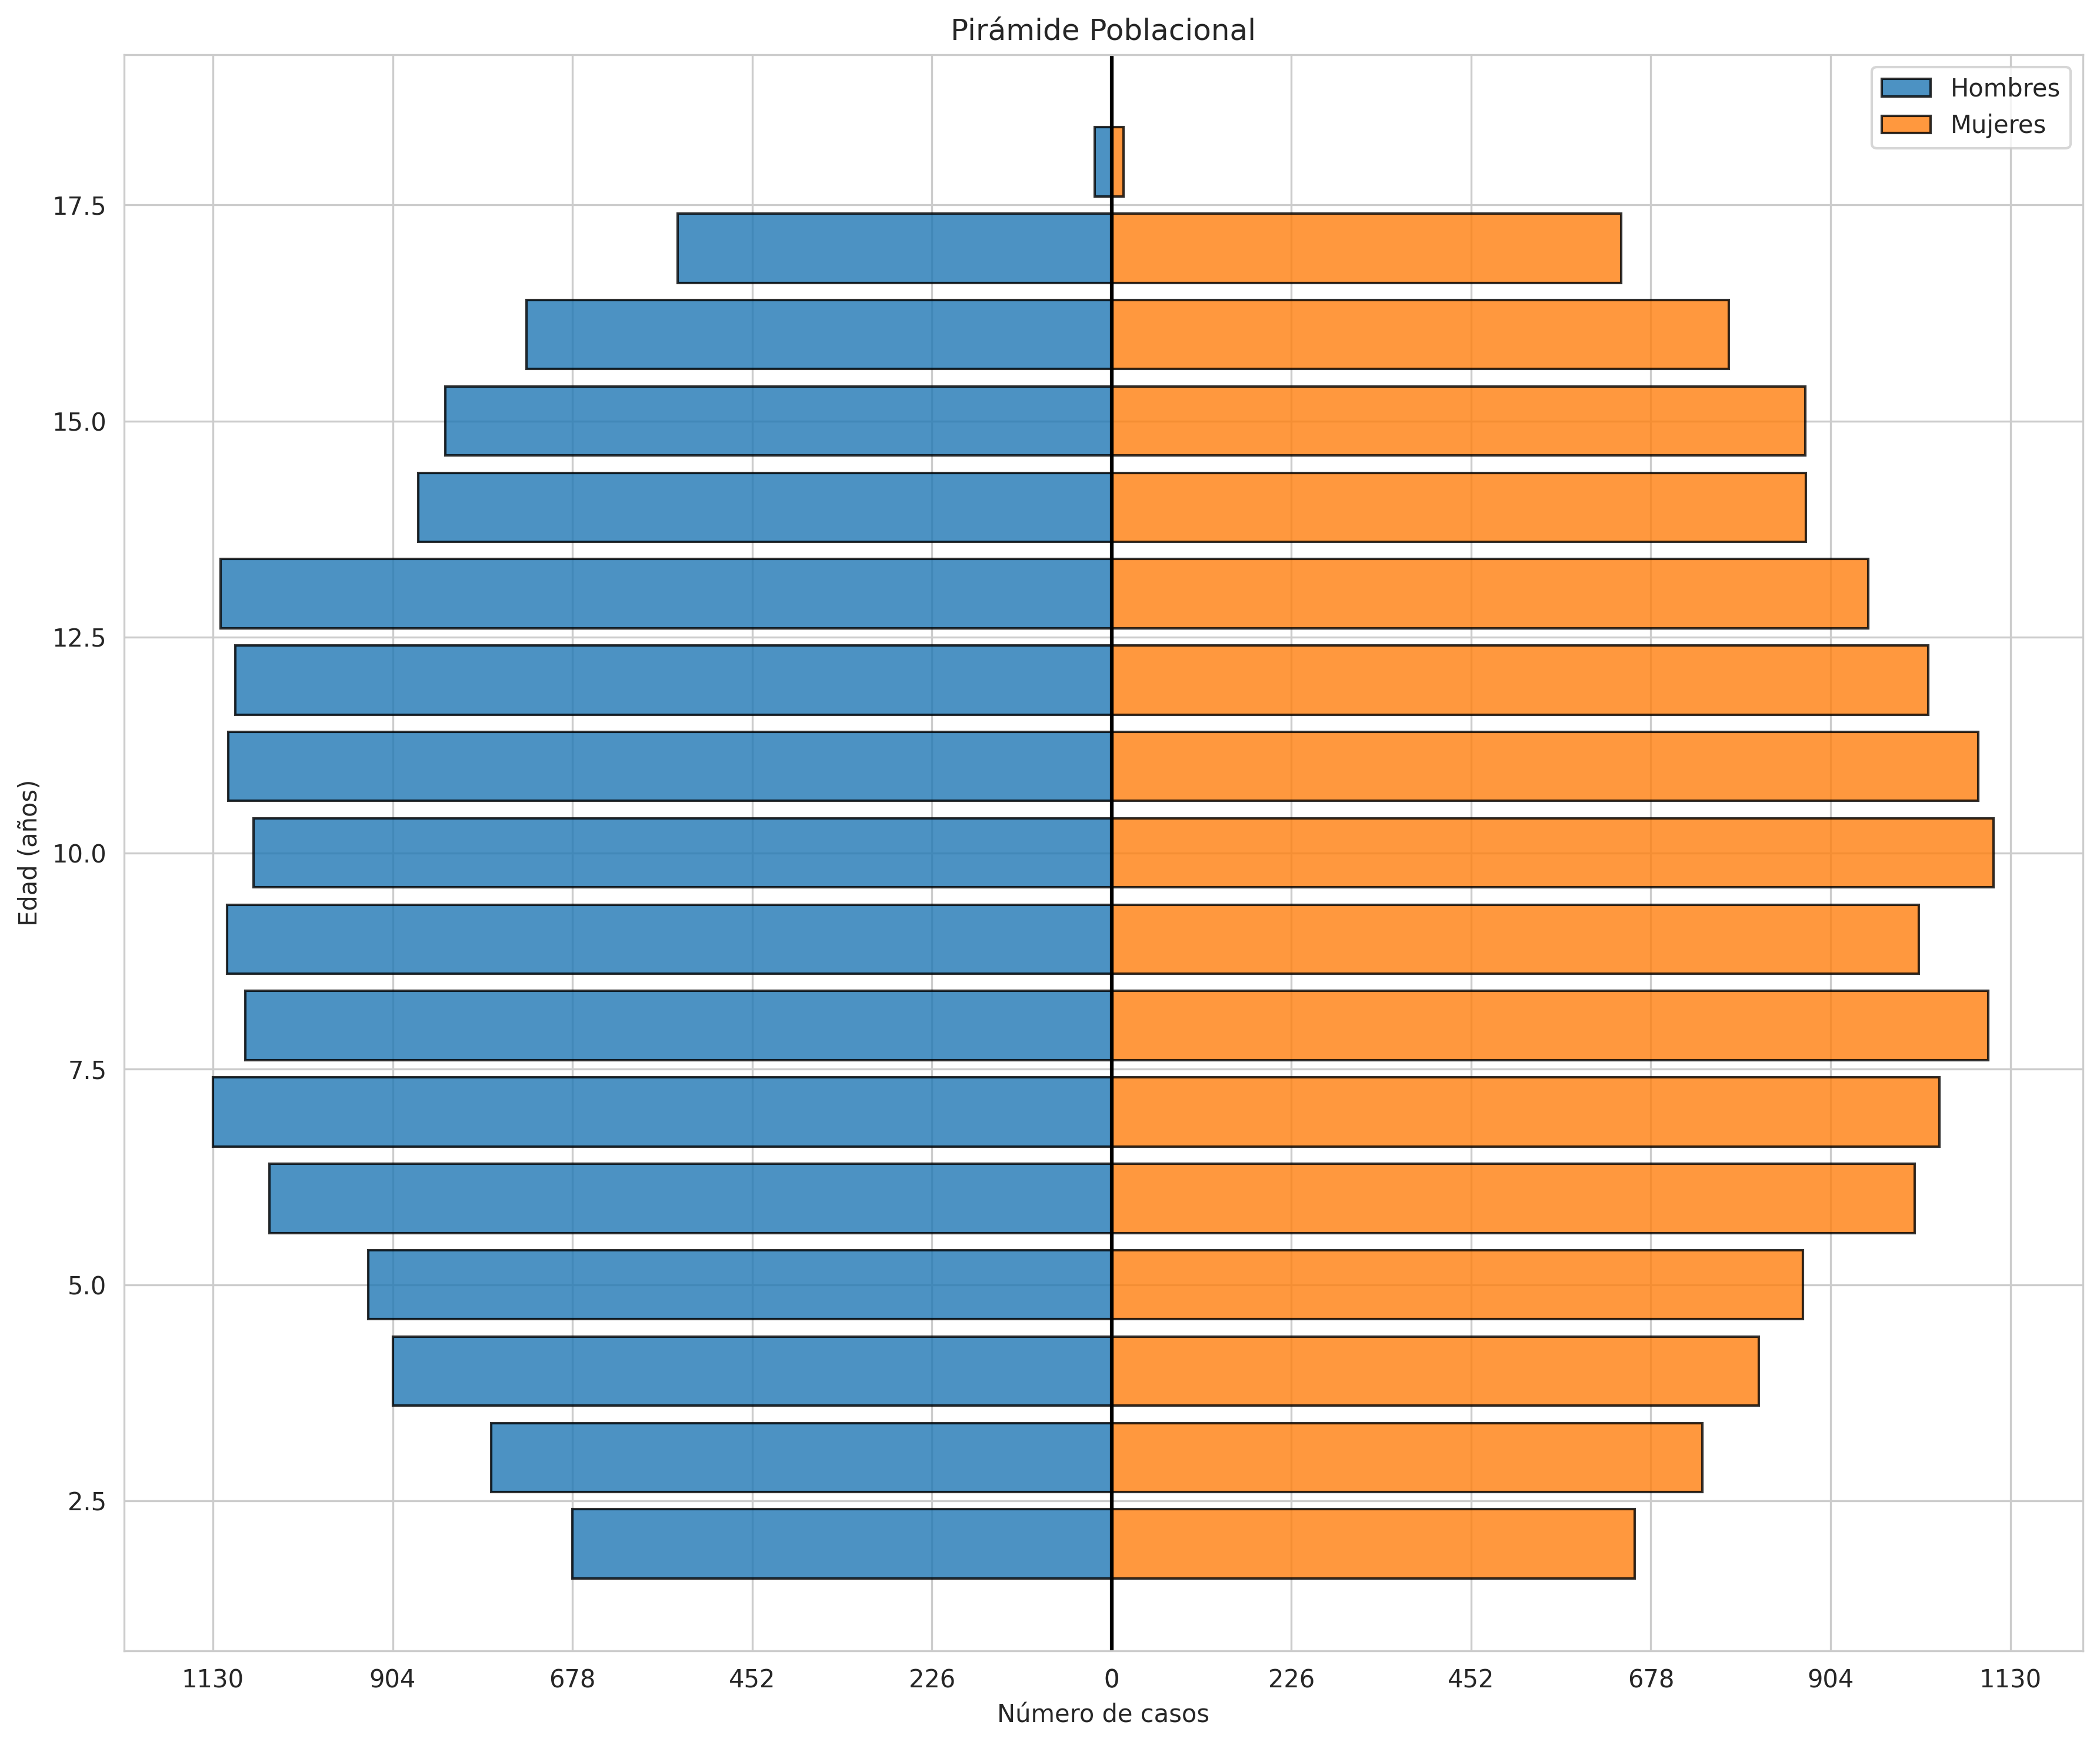 Pirámide Poblacional
Hombres
Mujeres
17.5
15.0
12.5
10.0
7.5
5.0
2.5
Edad (años)
1130 904 678 452 226 0 226 452 678 904 1130
Número de casos